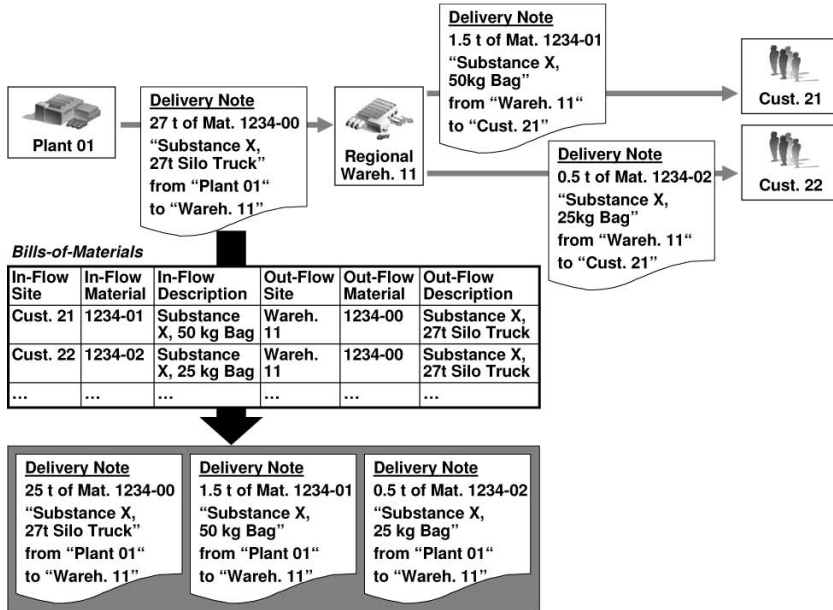 Delivery Note
1.5 t of Mat. 1234-01
“Substance X,
50kg Bag”
from “Wareh. 11“
to “Cust. 21”
Cust. 21
Plant 01
Delivery Note
27 t of Mat. 1234-00
“Substance X,
27t Silo Truck”
from “Plant 01“
to “Wareh. 11”
Regional
Wareh. 11
Delivery Note
0.5 t of Mat. 1234-02
“Substance X,
25kg Bag”
from “Wareh. 11“
to “Cust. 21”
Cust. 22
Bills-of-Materials
In-Flow Site | In-Flow Material | In-Flow Description | Out-Flow Site | Out-Flow Material | Out-Flow Description
Cust. 21 | 1234-01 | Substance X, 50 kg Bag | Wareh. 11 | 1234-00 | Substance X, 27t Silo Truck
Cust. 22 | 1234-02 | Substance X, 25 kg Bag | Wareh. 11 | 1234-00 | Substance X, 27t Silo Truck
... | ... | ... | ... | ... | ...
Delivery Note
25 t of Mat. 1234-00
“Substance X,
27t Silo Truck”
from “Plant 01“
to “Wareh. 11”
Delivery Note
1.5 t of Mat. 1234-01
“Substance X,
50 kg Bag”
from “Plant 01“
to “Wareh. 11”
Delivery Note
0.5 t of Mat. 1234-02
“Substance X,
25 kg Bag”
from “Plant 01“
to “Wareh. 11”